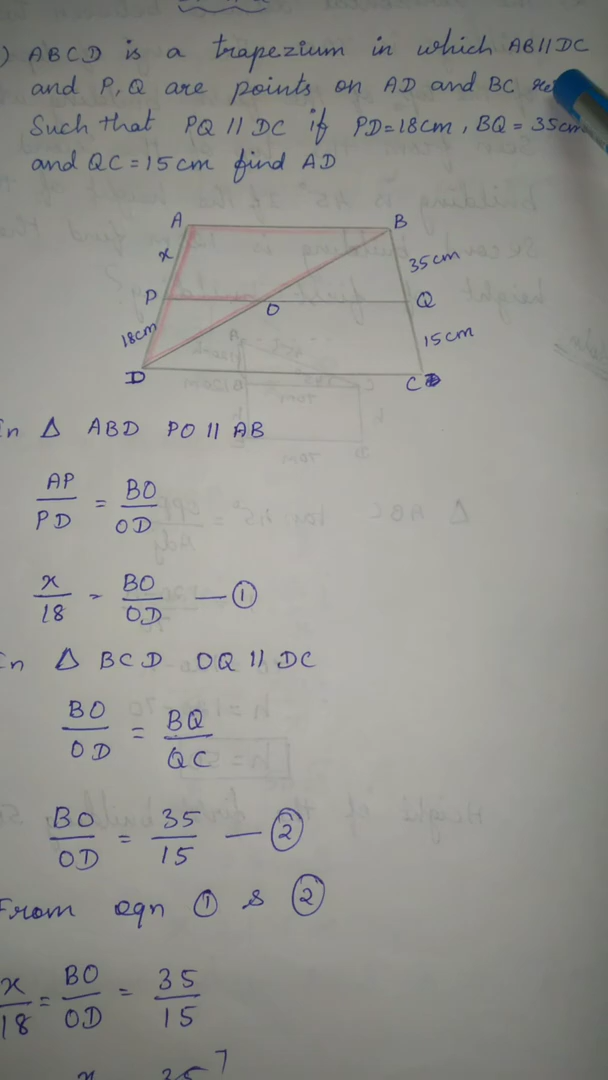 ) ABCD is a trapezium in which AB || DC
and P, Q are points on AD and BC
Such that PQ || DC if PD=18cm, BQ = 35cm
and QC = 15cm find AD
A B
x 35cm
P O Q
18cm 15cm
D C
In Δ ABD PO || AB
AP/PD = BO/OD
x/18 = BO/OD — ①
In Δ BCD OQ || DC
BO/OD = BQ/QC
BO/OD = 35/15 — ②
From eqn ① & ②
x/18 = BO/OD = 35/15
x 35 7